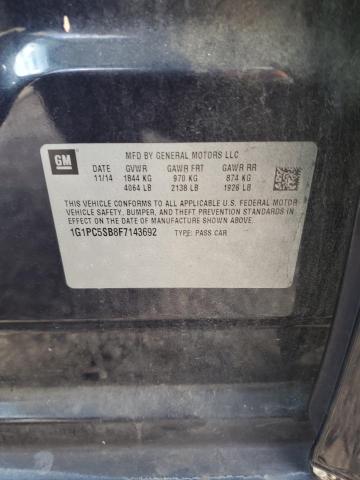 GM
MFD BY GENERAL MOTORS LLC
DATE GVWR GAWR FRT GAWR RR
11/14 1844 KG 970 KG 874 KG
4064 LB 2138 LB 1926 LB
THIS VEHICLE CONFORMS TO ALL APPLICABLE U.S. FEDERAL MOTOR
VEHICLE SAFETY, BUMPER, AND THEFT PREVENTION STANDARDS IN
EFFECT ON THE DATE OF MANUFACTURE SHOWN ABOVE.
1G1PC5SB8F7143692 TYPE: PASS CAR